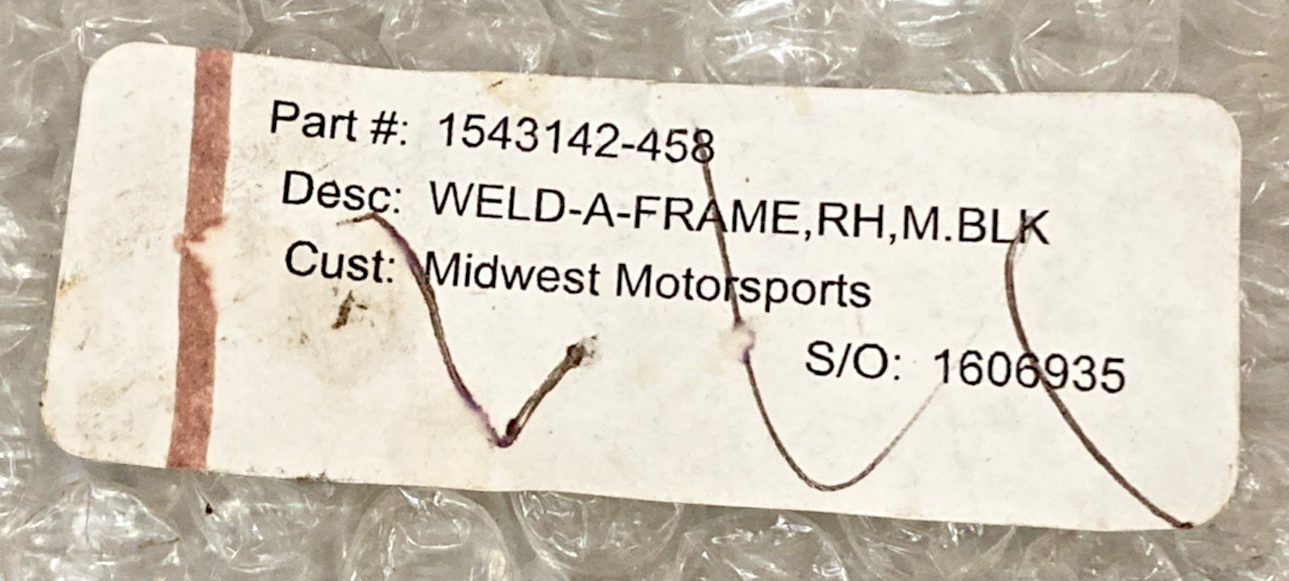 Part #: 1543142-458
Desc: WELD-A-FRAME,RH,M.BLK
Cust: Midwest Motorsports
S/O: 1606935